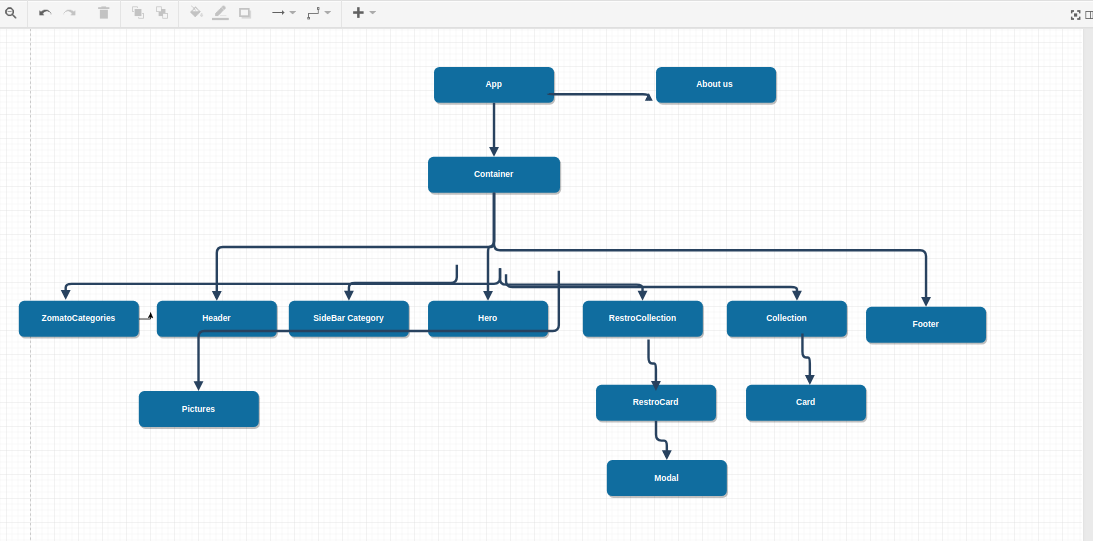 App
About us
Container
ZomatoCategories
Header
SideBar Category
Hero
RestroCollection
Collection
Footer
RestroCard
Card
Pictures
Modal